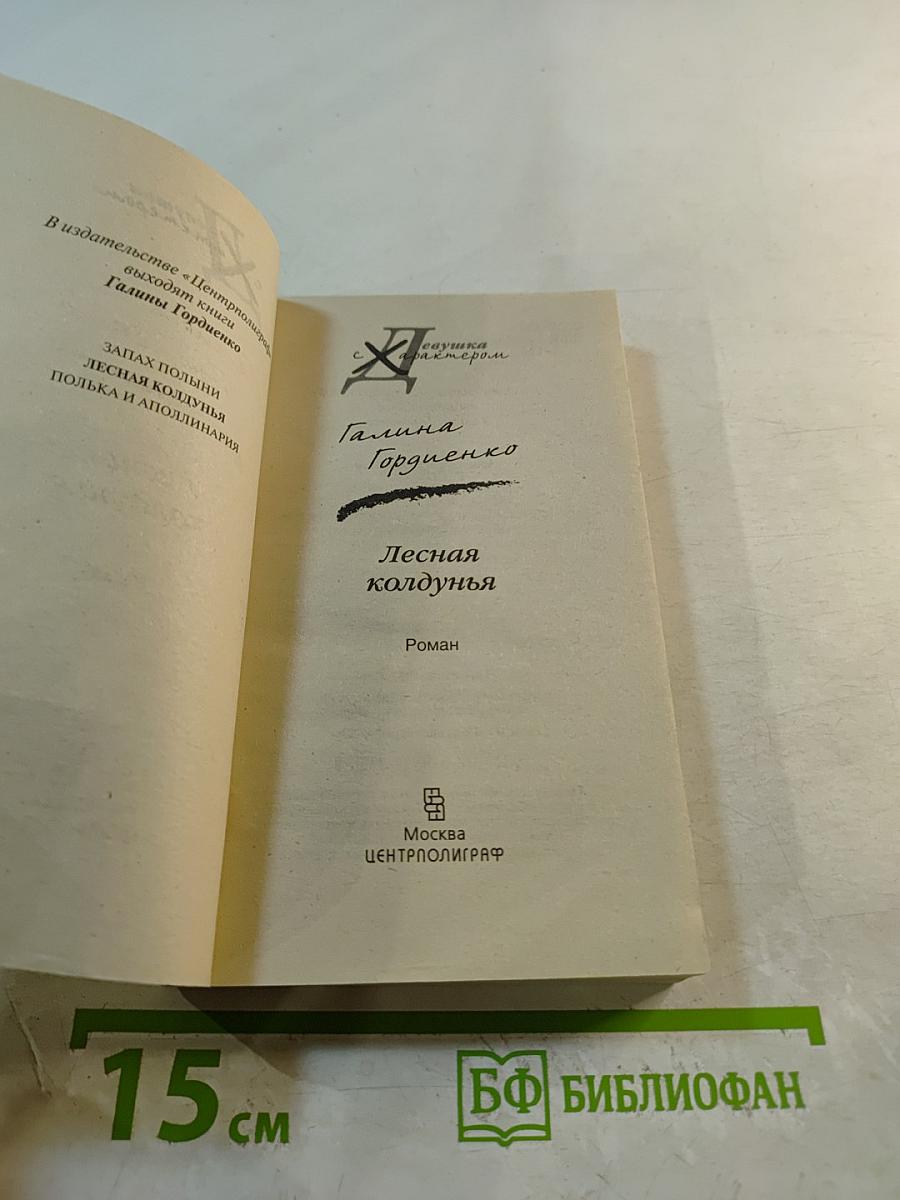 В издательстве «Центрполиграф»
выходят книги
Галины Гордиенко
ЗАПАХ ПОЛЫНИ
ЛЕСНАЯ КОЛДУНЬЯ
ПОЛЬКА И АПОЛЛИНАРИЯ
Девушка
с Характером
Галина
Гордиенко
Лесная
колдунья
Роман
Москва
ЦЕНТРПОЛИГРАФ
15 см
БФ БИБЛИОФАН